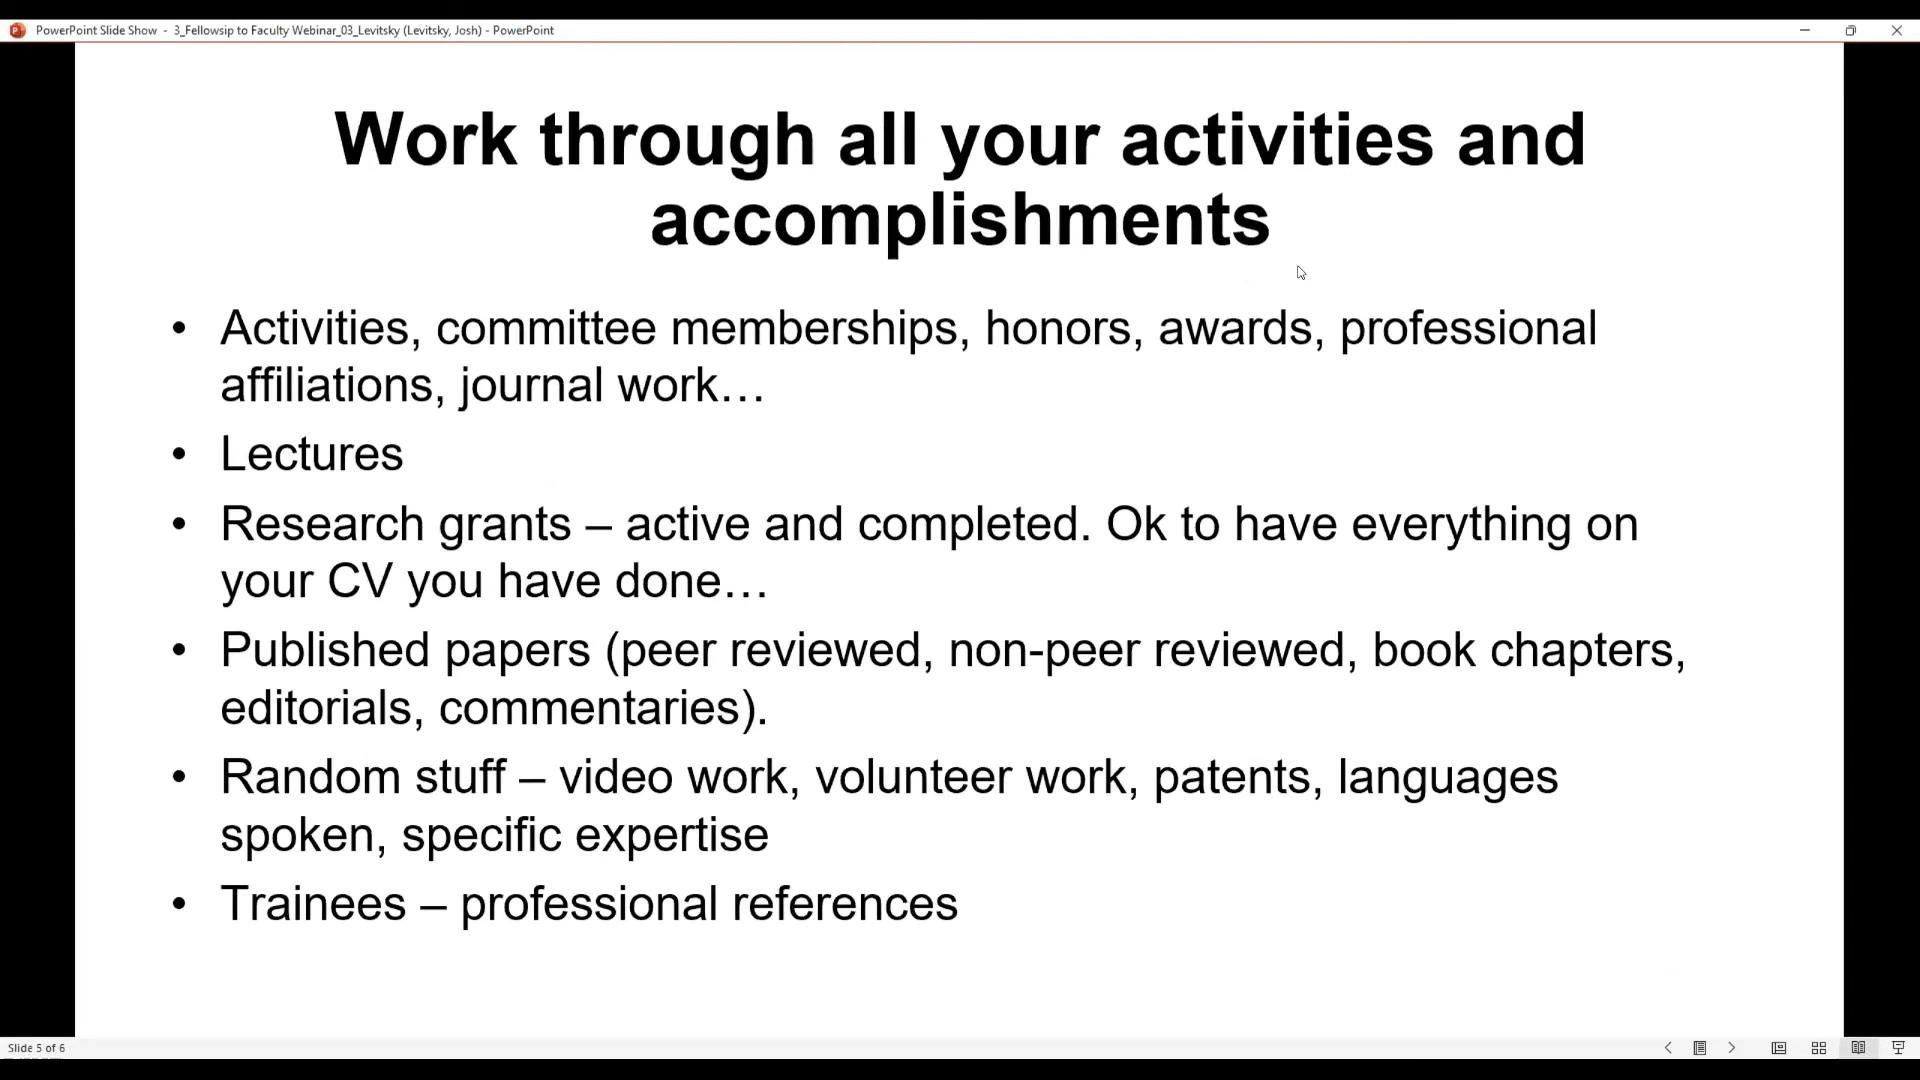 PowerPoint Slide Show - 3_Fellowsip to Faculty Webinar_03_Levitsky (Levitsky, Josh) - PowerPoint
Work through all your activities and
accomplishments
• Activities, committee memberships, honors, awards, professional
affiliations, journal work…
• Lectures
• Research grants – active and completed. Ok to have everything on
your CV you have done…
• Published papers (peer reviewed, non-peer reviewed, book chapters,
editorials, commentaries).
• Random stuff – video work, volunteer work, patents, languages
spoken, specific expertise
• Trainees – professional references
Slide 5 of 6